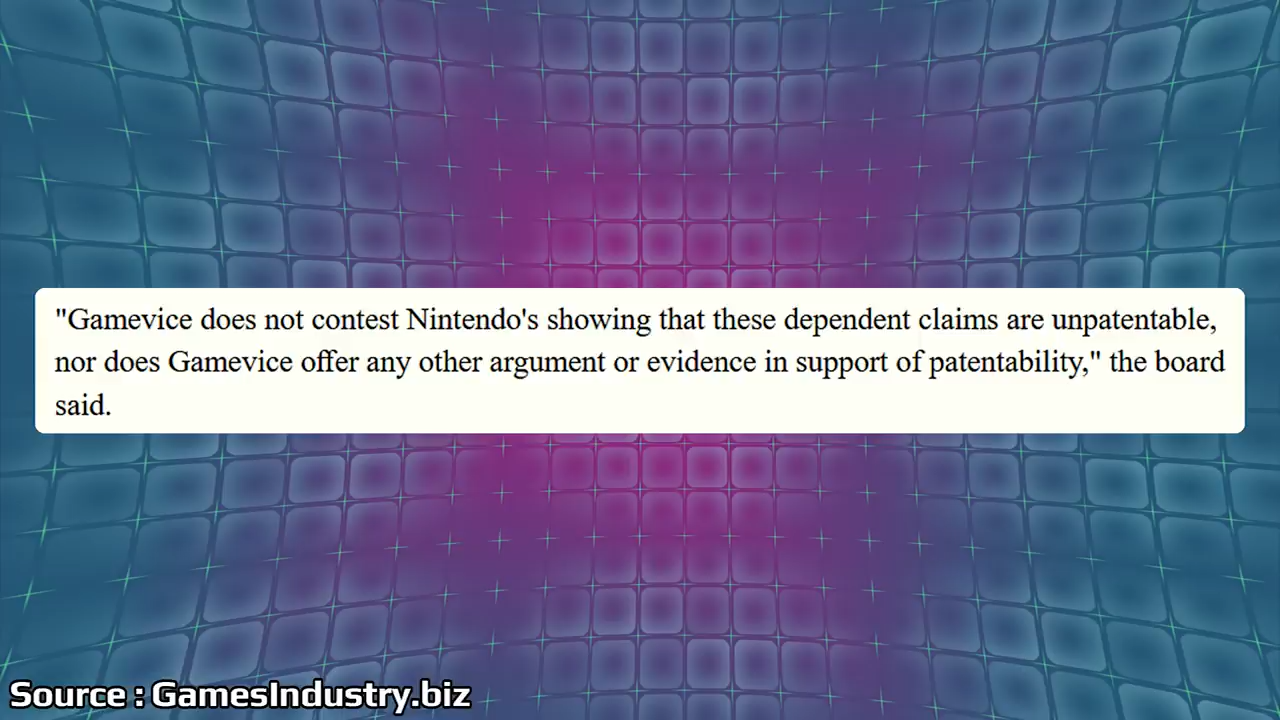 "Gamevice does not contest Nintendo's showing that these dependent claims are unpatentable,
nor does Gamevice offer any other argument or evidence in support of patentability," the board
said.
Source : GamesIndustry.biz